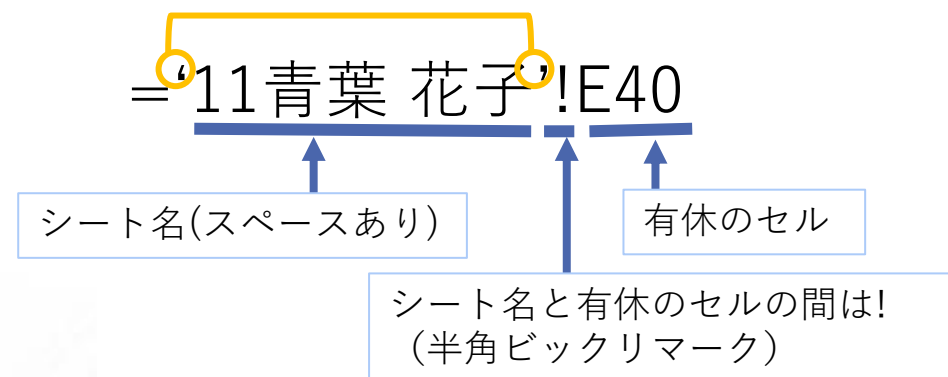 =‘11青葉 花子’!E40
シート名(スペースあり)
有休のセル
シート名と有休のセルの間は!
（半角ビックリマーク）